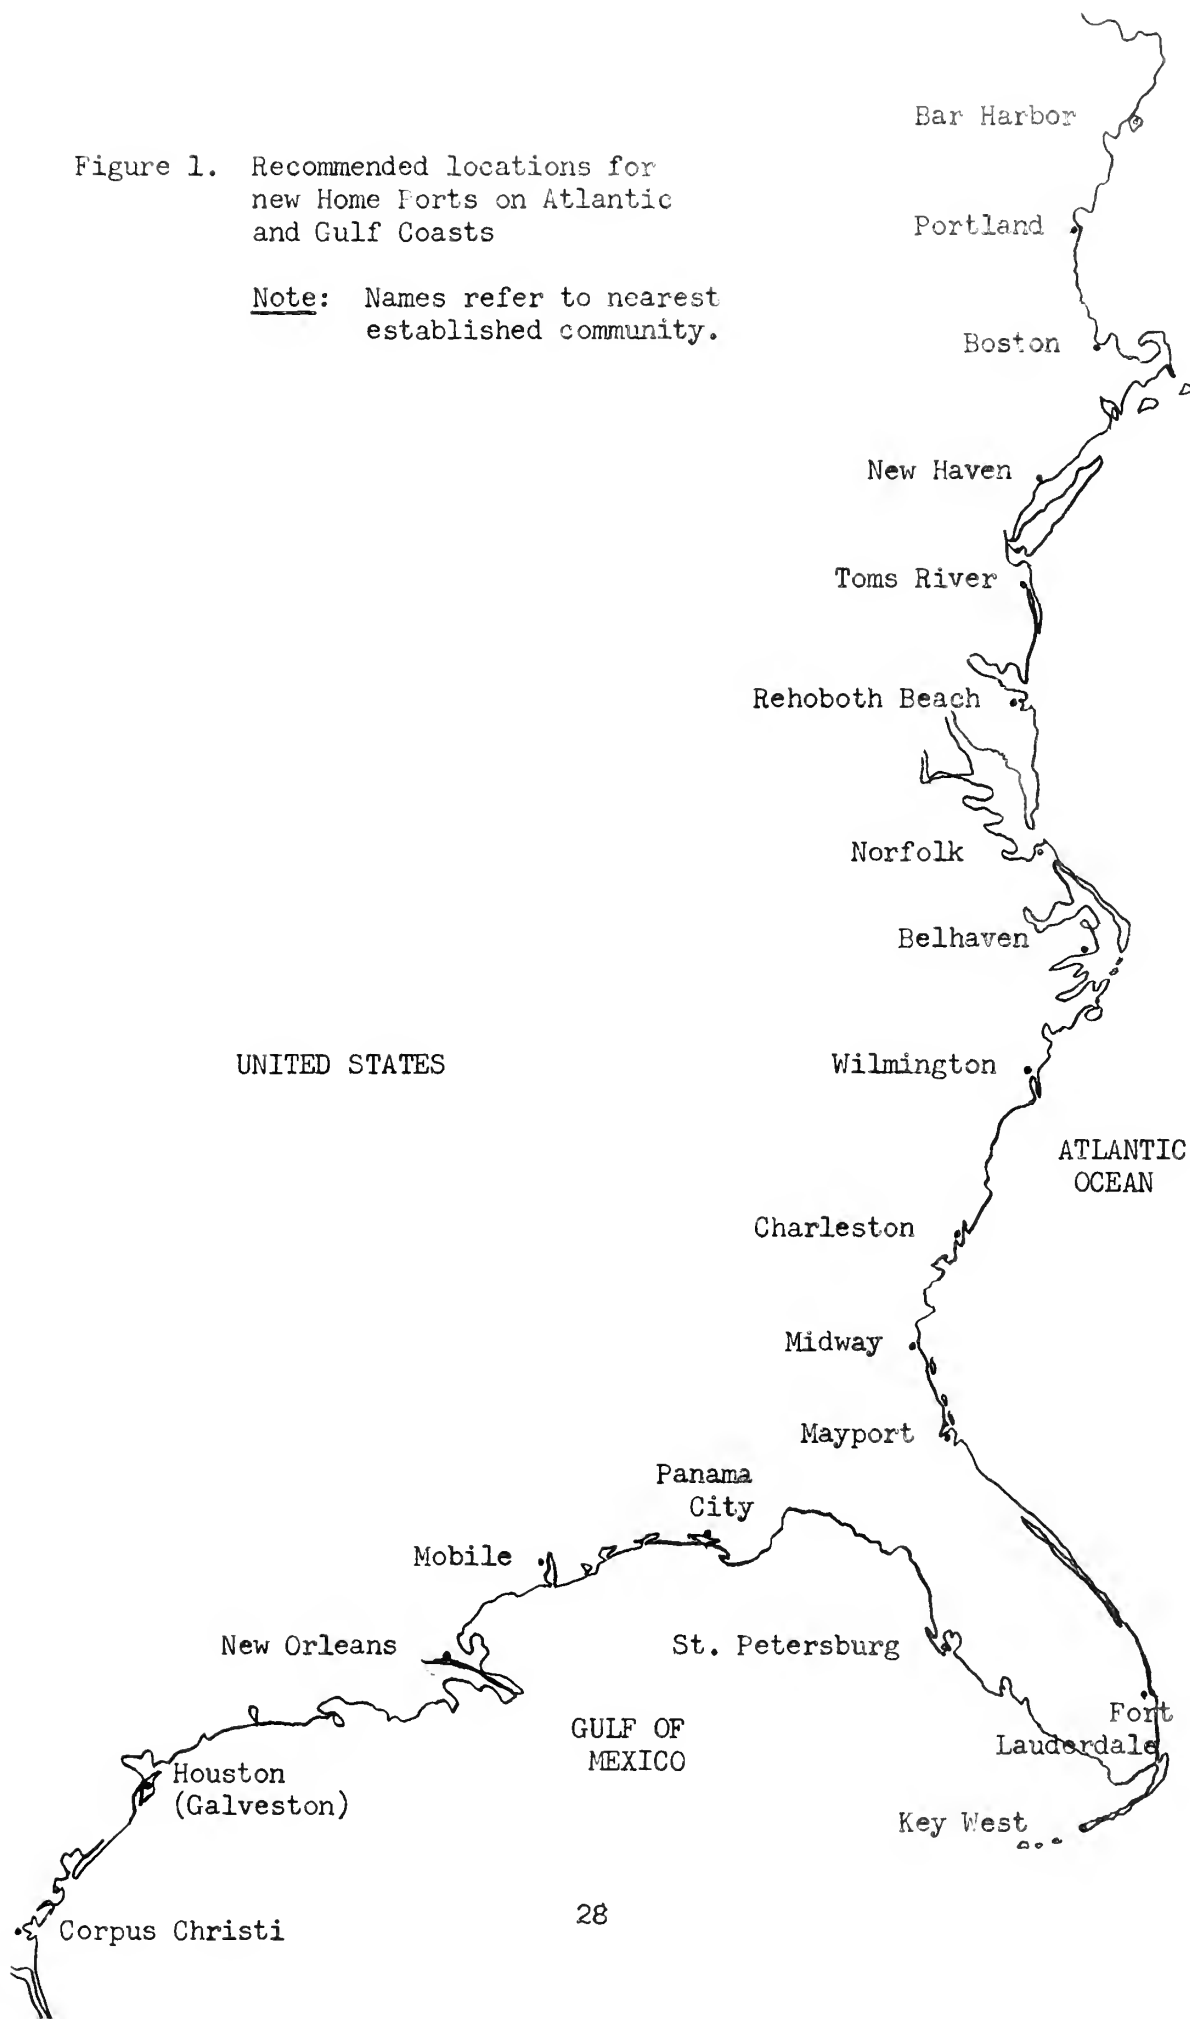 Bar Harbor
Figure 1. Recommended locations for
new Home Ports on Atlantic
and Gulf Coasts
Portland
Note: Names refer to nearest
established community.
Boston
New Haven
Toms River
Rehoboth Beach
Norfolk
Belhaven
UNITED STATES
Wilmington
ATLANTIC
OCEAN
Charleston
Midway
Mayport
Panama
City
Mobile
New Orleans
St. Petersburg
Fort
Lauderdale
GULF OF
MEXICO
Houston
(Galveston)
Key West
Corpus Christi
28